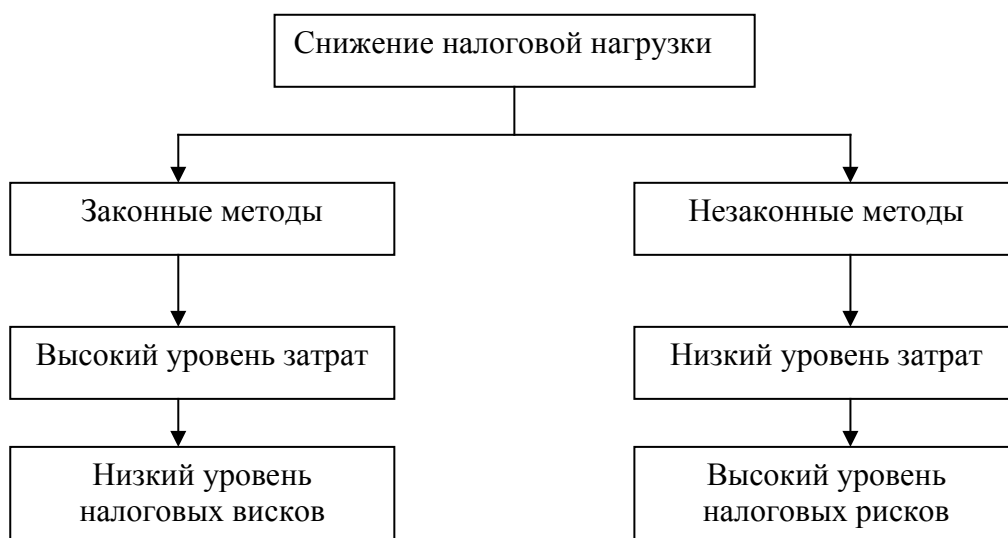 Снижение налоговой нагрузки
Законные методы
Незаконные методы
Высокий уровень затрат
Низкий уровень затрат
Низкий уровень
налоговых висков
Высокий уровень
налоговых рисков